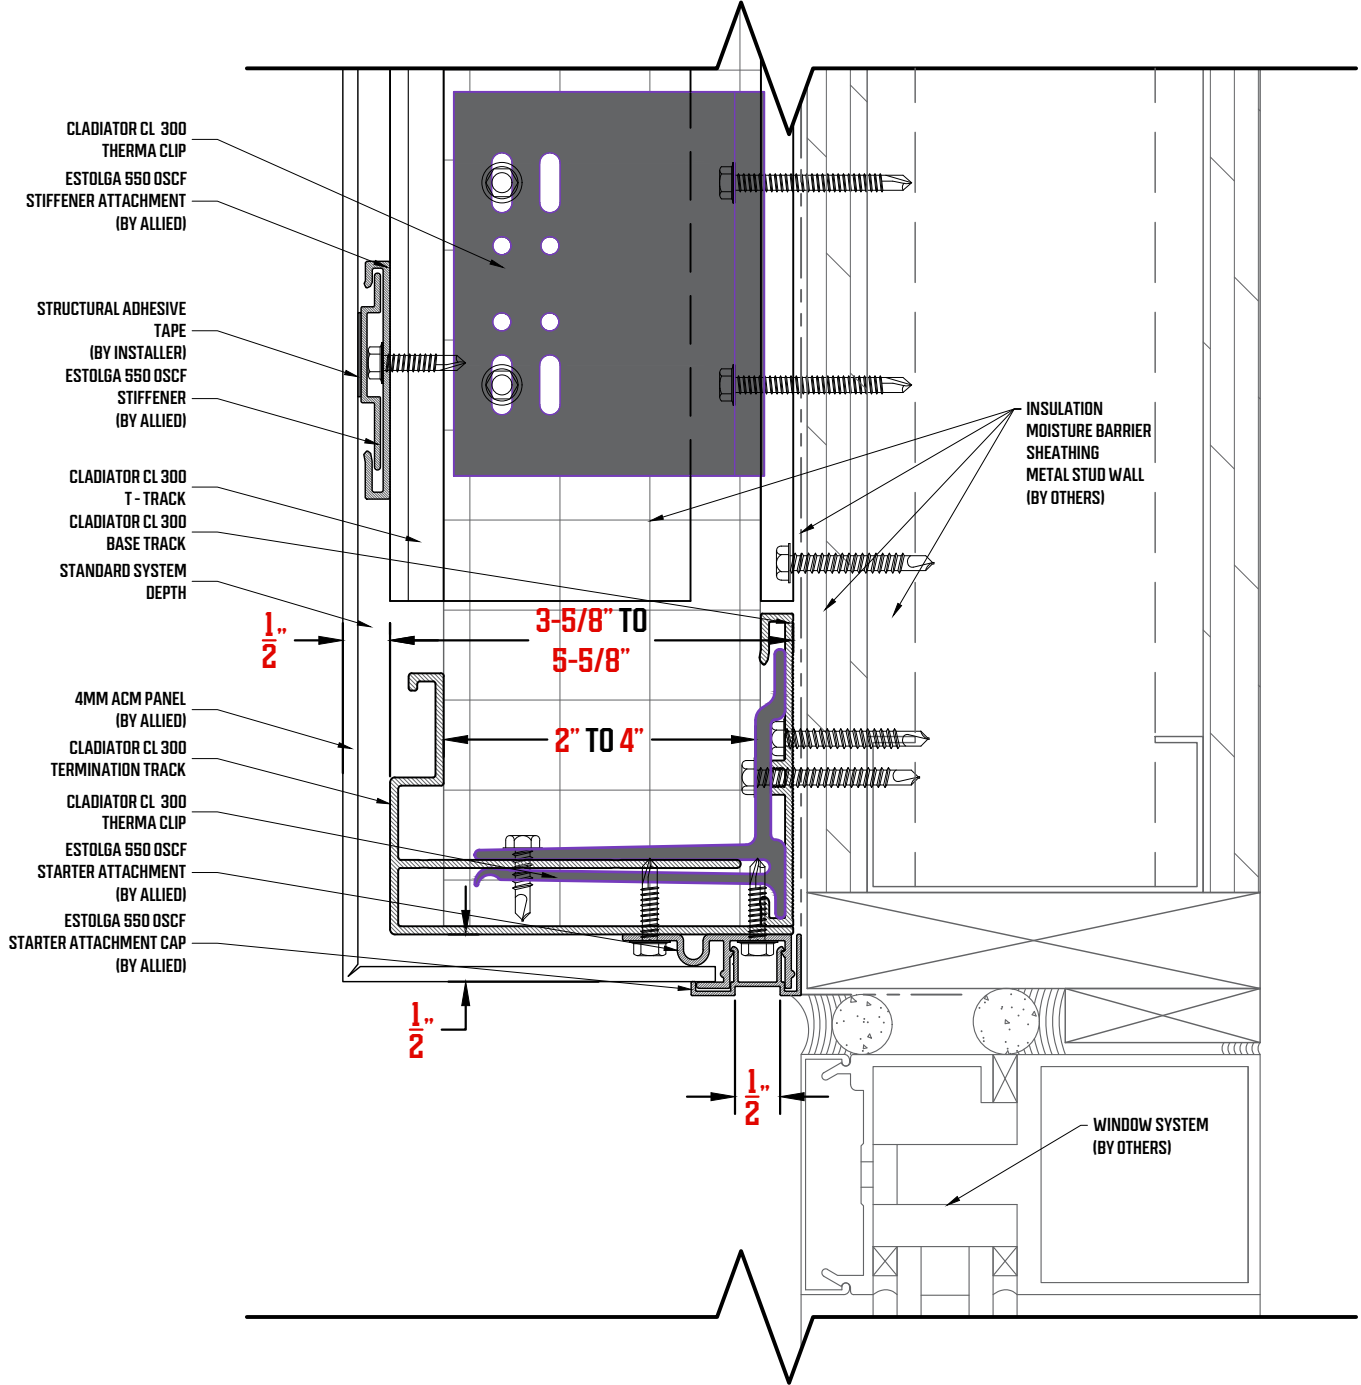 CLADIATOR CL 300
THERMA CLIP
ESTOLGA 550 OSCF
STIFFENER ATTACHMENT
(BY ALLIED)
STRUCTURAL ADHESIVE
TAPE
(BY INSTALLER)
ESTOLGA 550 OSCF
STIFFENER
(BY ALLIED)
CLADIATOR CL 300
T - TRACK
CLADIATOR CL 300
BASE TRACK
STANDARD SYSTEM
DEPTH
4MM ACM PANEL
(BY ALLIED)
CLADIATOR CL 300
TERMINATION TRACK
CLADIATOR CL 300
THERMA CLIP
ESTOLGA 550 OSCF
STARTER ATTACHMENT
(BY ALLIED)
ESTOLGA 550 OSCF
STARTER ATTACHMENT CAP
(BY ALLIED)
1/2"
3-5/8" TO
5-5/8"
2" TO 4"
1/2"
1/2"
INSULATION
MOISTURE BARRIER
SHEATHING
METAL STUD WALL
(BY OTHERS)
WINDOW SYSTEM
(BY OTHERS)